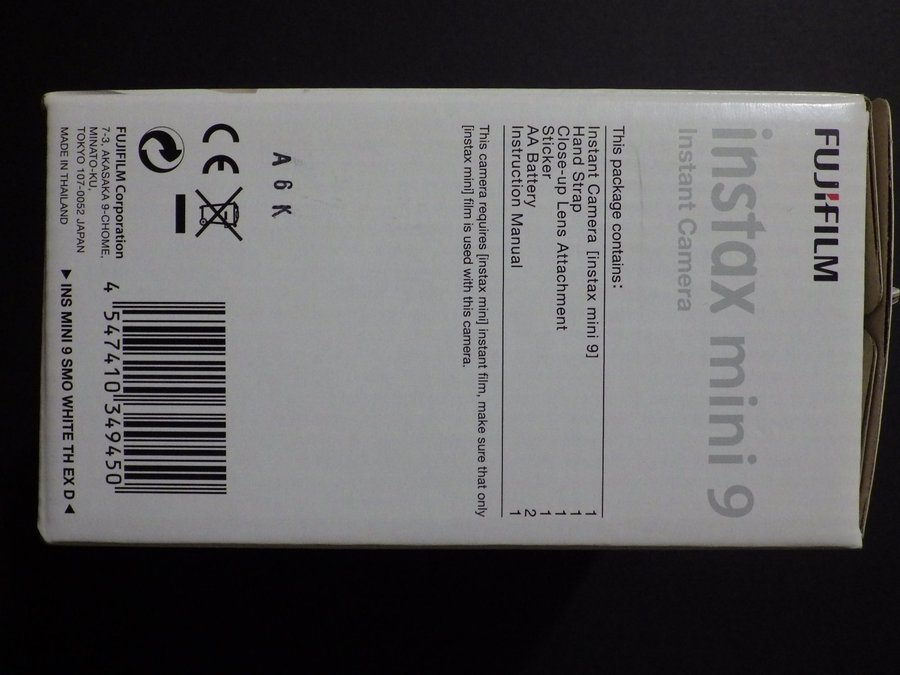 FUJIFILM
instax mini 9
Instant Camera
This package contains:
Instant Camera [instax mini 9] 1
Hand Strap 1
Close-up Lens Attachment 1
Sticker 1
AA Battery 2
Instruction Manual 1
This camera requires [instax mini] instant film, make sure that only
[instax mini] film is used with this camera.
A6K
CE
FUJIFILM Corporation
7-3, AKASAKA 9-CHOME,
MINATO-KU,
TOKYO 107-0052 JAPAN
MADE IN THAILAND
4 547410 349450
▶ INS MINI 9 SMO WHITE TH EX D ◀